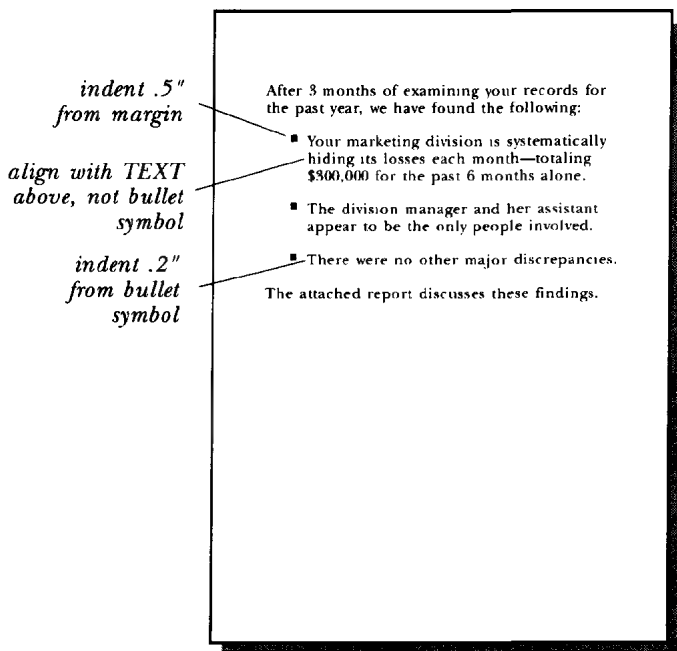 indent .5"
from margin
align with TEXT
above, not bullet
symbol
indent .2"
from bullet
symbol
After 3 months of examining your records for
the past year, we have found the following:
■ Your marketing division is systematically
hiding its losses each month—totaling
$300,000 for the past 6 months alone.
■ The division manager and her assistant
appear to be the only people involved.
■ There were no other major discrepancies.
The attached report discusses these findings.